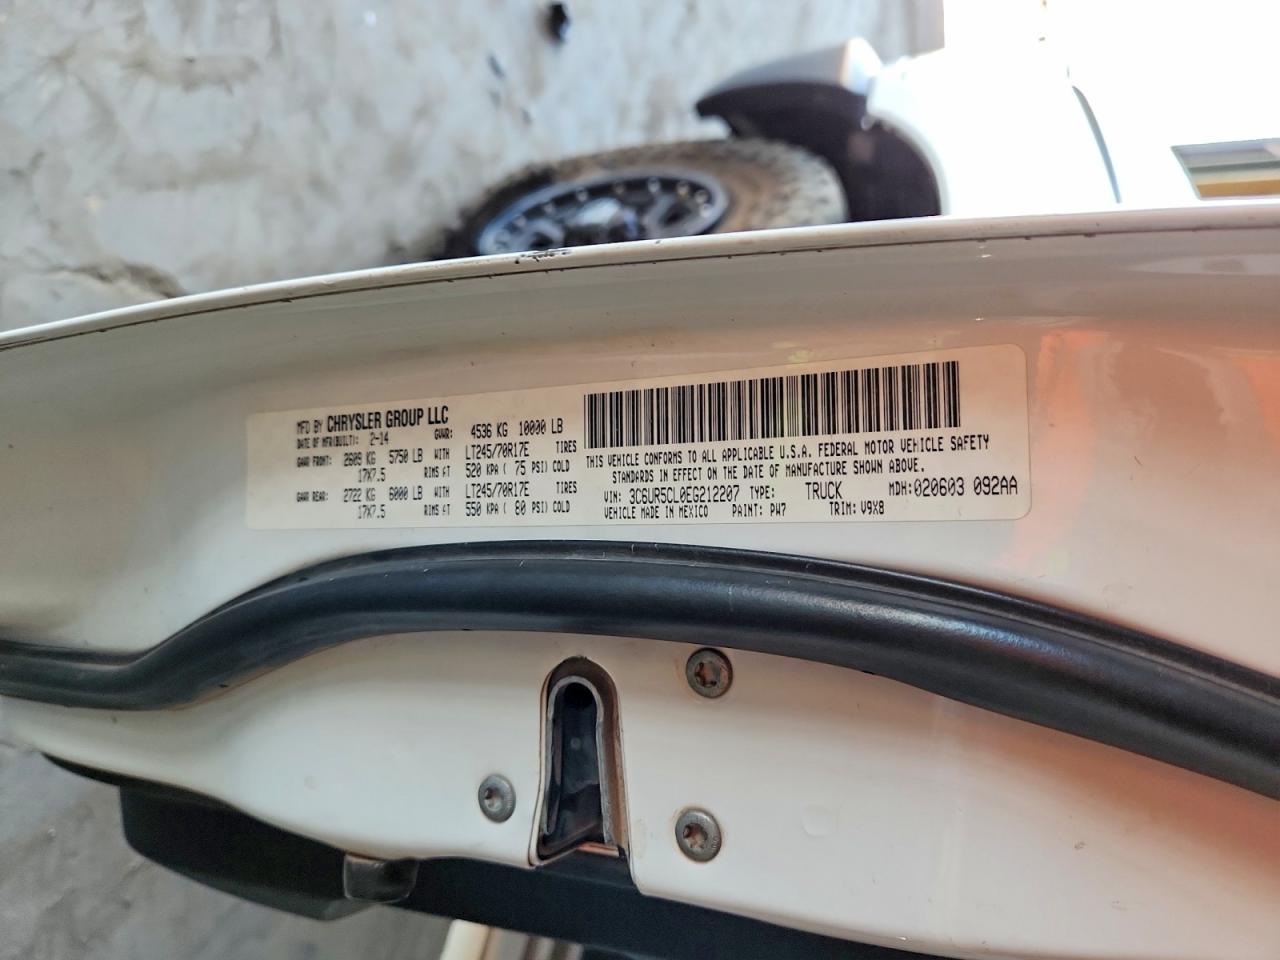 MFD BY CHRYSLER GROUP LLC
DATE OF MFR(BUILT): 2-14 GVWR: 4536 KG 10000 LB
GAWR FRONT: 2609 KG 5750 LB WITH LT245/70R17E TIRES
17X7.5 RIMS AT 520 KPA ( 75 PSI) COLD
GAWR REAR: 2722 KG 6000 LB WITH LT245/70R17E TIRES
17X7.5 RIMS AT 550 KPA ( 80 PSI) COLD
THIS VEHICLE CONFORMS TO ALL APPLICABLE U.S.A. FEDERAL MOTOR VEHICLE SAFETY
STANDARDS IN EFFECT ON THE DATE OF MANUFACTURE SHOWN ABOVE.
VIN: 3C6UR5CL0EG212207 TYPE: TRUCK MDH: 020603 092AA
VEHICLE MADE IN MEXICO PAINT: PW7 TRIM: V9X8